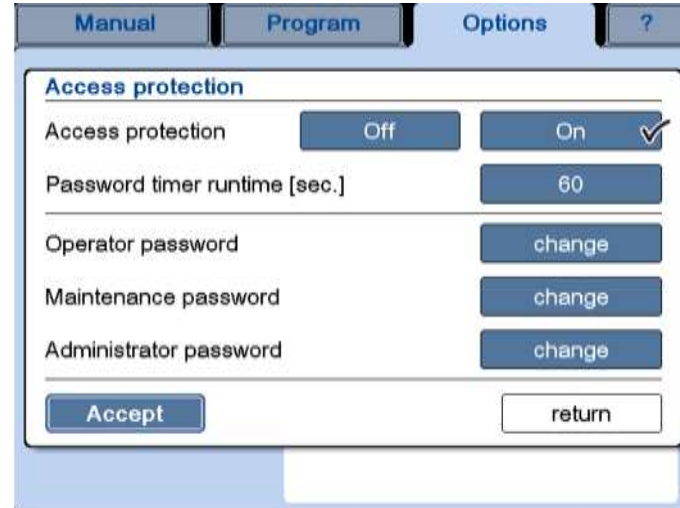 Manual Program Options ?
Access protection
Access protection Off On
Password timer runtime [sec.] 60
Operator password change
Maintenance password change
Administrator password change
Accept return